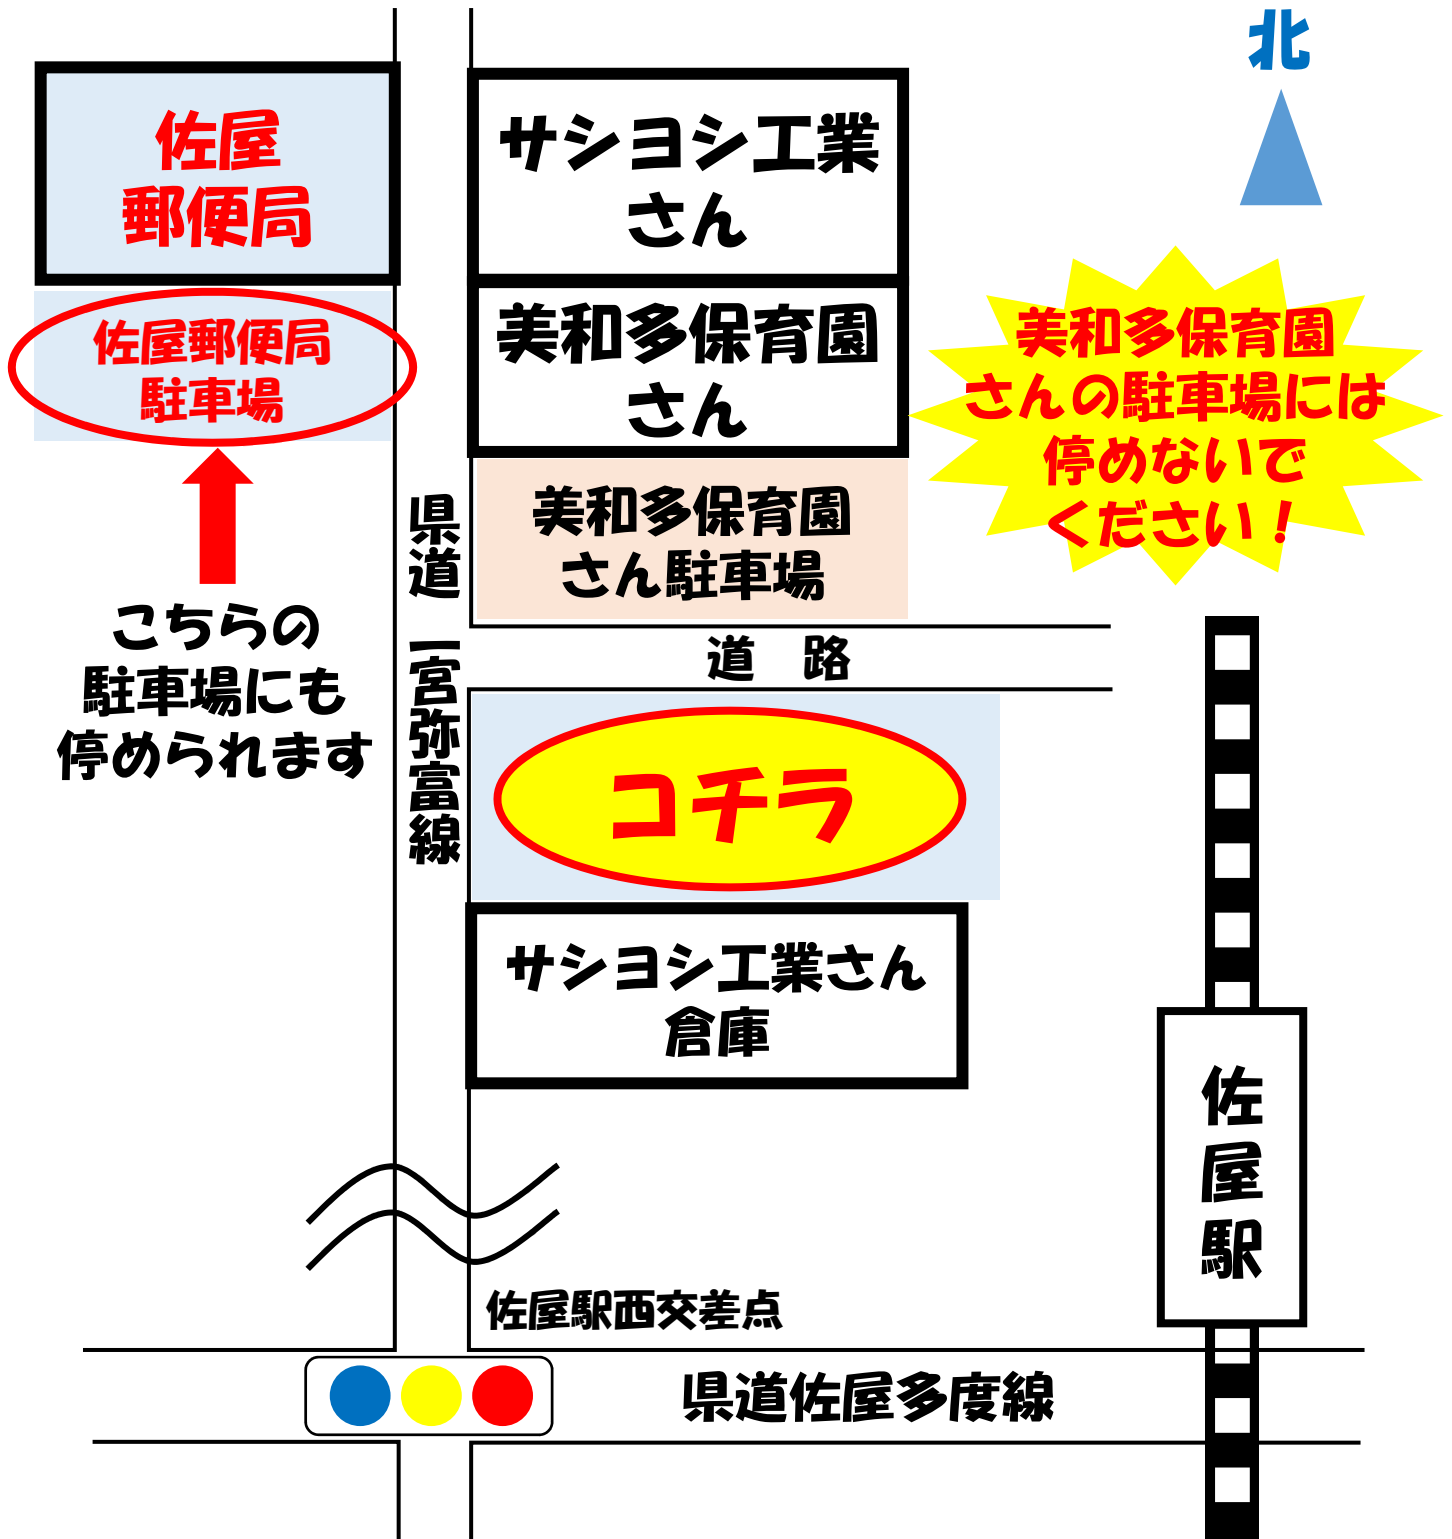 北
佐屋
郵便局
サシヨシ工業
さん
佐屋郵便局
駐車場
美和多保育園
さん
美和多保育園
さんの駐車場には
停めないで
ください！
美和多保育園
さん駐車場
こちらの
駐車場にも
停められます
県道 一宮弥富線
道　路
コチラ
サシヨシ工業さん
倉庫
佐屋駅
佐屋駅西交差点
県道佐屋多度線